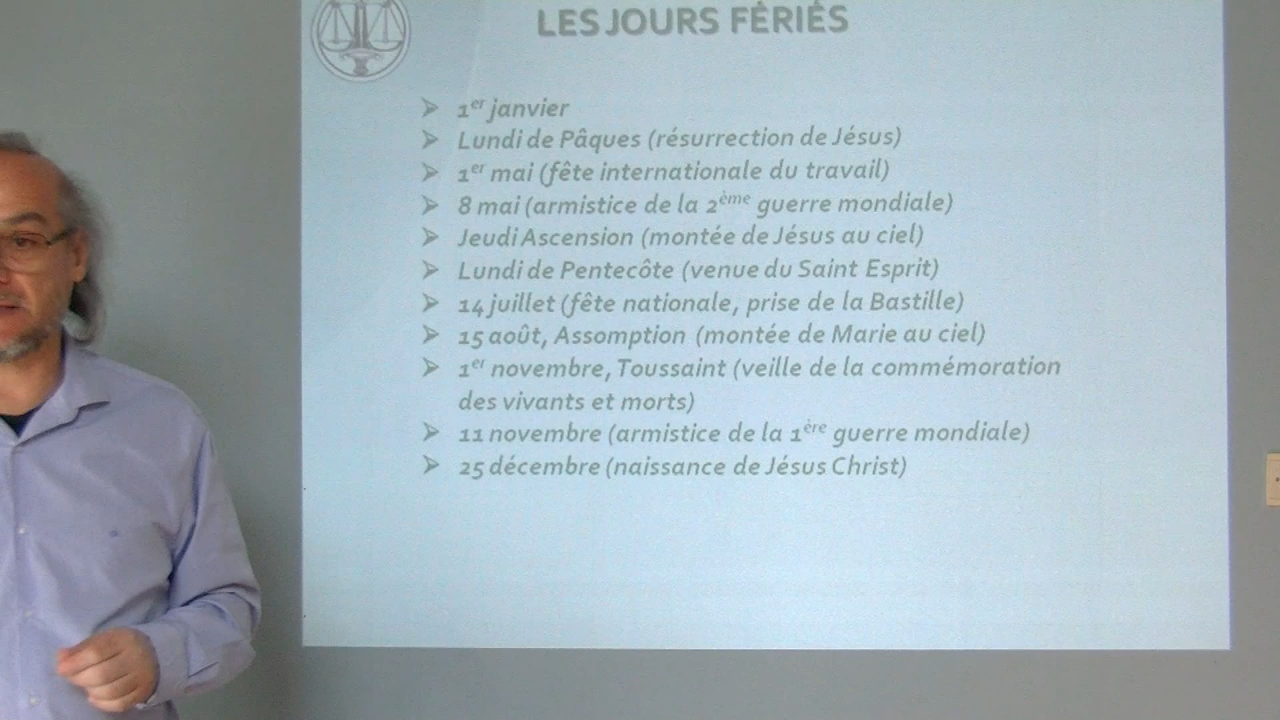 LES JOURS FÉRIÉS
➢ 1er janvier
➢ Lundi de Pâques (résurrection de Jésus)
➢ 1er mai (fête internationale du travail)
➢ 8 mai (armistice de la 2ème guerre mondiale)
➢ Jeudi Ascension (montée de Jésus au ciel)
➢ Lundi de Pentecôte (venue du Saint Esprit)
➢ 14 juillet (fête nationale, prise de la Bastille)
➢ 15 août, Assomption (montée de Marie au ciel)
➢ 1er novembre, Toussaint (veille de la commémoration
des vivants et morts)
➢ 11 novembre (armistice de la 1ère guerre mondiale)
➢ 25 décembre (naissance de Jésus Christ)